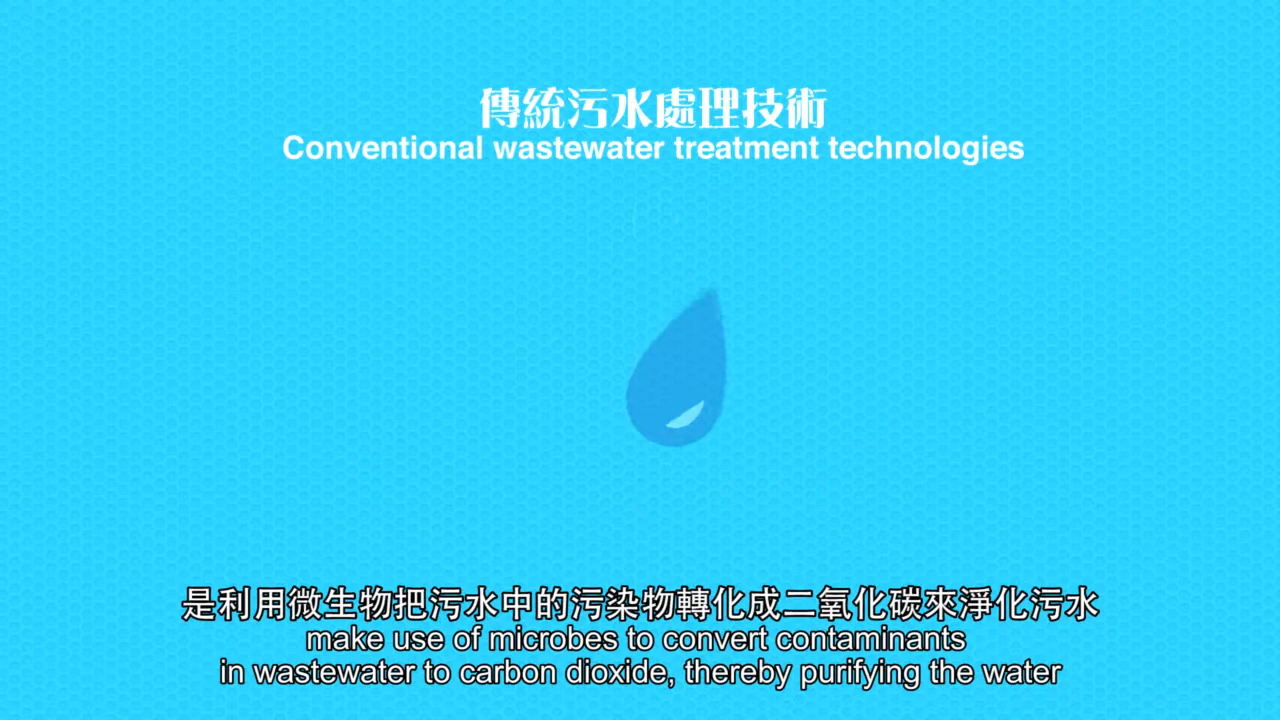 傳統污水處理技術
Conventional wastewater treatment technologies
是利用微生物把污水中的污染物轉化成二氧化碳來淨化污水
make use of microbes to convert contaminants
in wastewater to carbon dioxide, thereby purifying the water